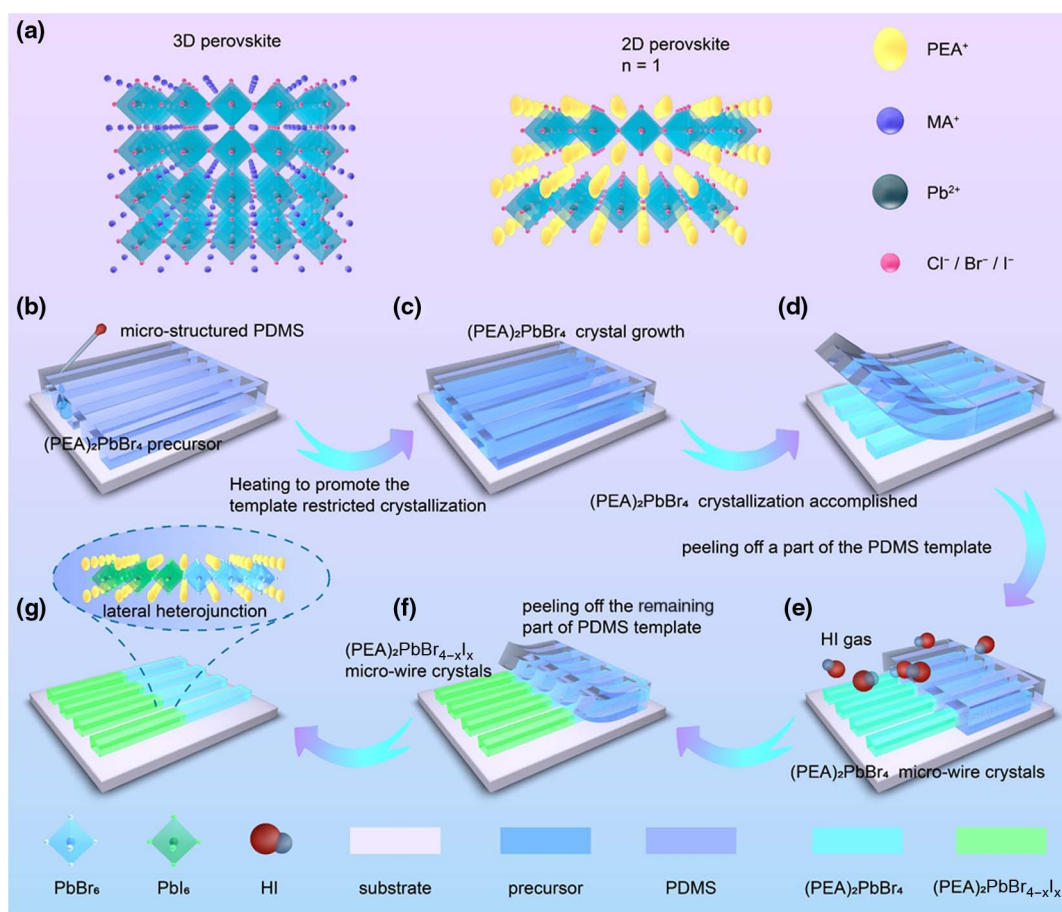 (a)
3D perovskite
2D perovskite
n = 1
PEA⁺
MA⁺
Pb²⁺
Cl⁻ / Br⁻ / I⁻
(b)
micro-structured PDMS
(PEA)₂PbBr₄ precursor
Heating to promote the
template restricted crystallization
(c)
(PEA)₂PbBr₄ crystal growth
(PEA)₂PbBr₄ crystallization accomplished
(d)
peeling off a part of the PDMS template
(e)
HI gas
(PEA)₂PbBr₄ micro-wire crystals
(f)
peeling off the remaining
part of PDMS template
(PEA)₂PbBr₄₋ₓIₓ
micro-wire crystals
(g)
lateral heterojunction
PbBr₆
PbI₆
HI
substrate
precursor
PDMS
(PEA)₂PbBr₄
(PEA)₂PbBr₄₋ₓIₓ